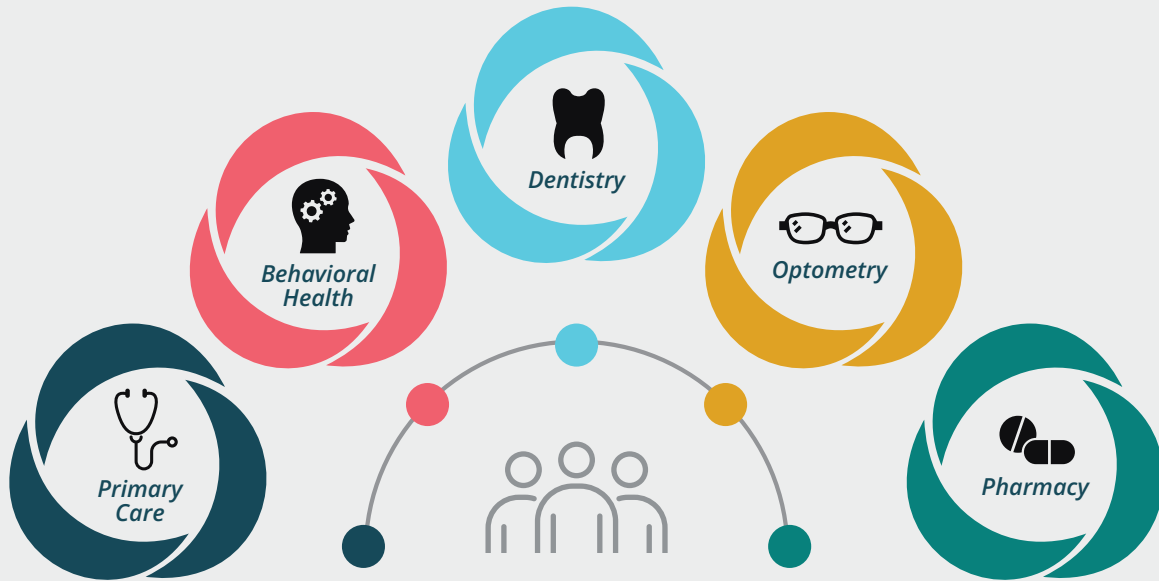 Primary
Care
Behavioral
Health
Dentistry
Optometry
Pharmacy